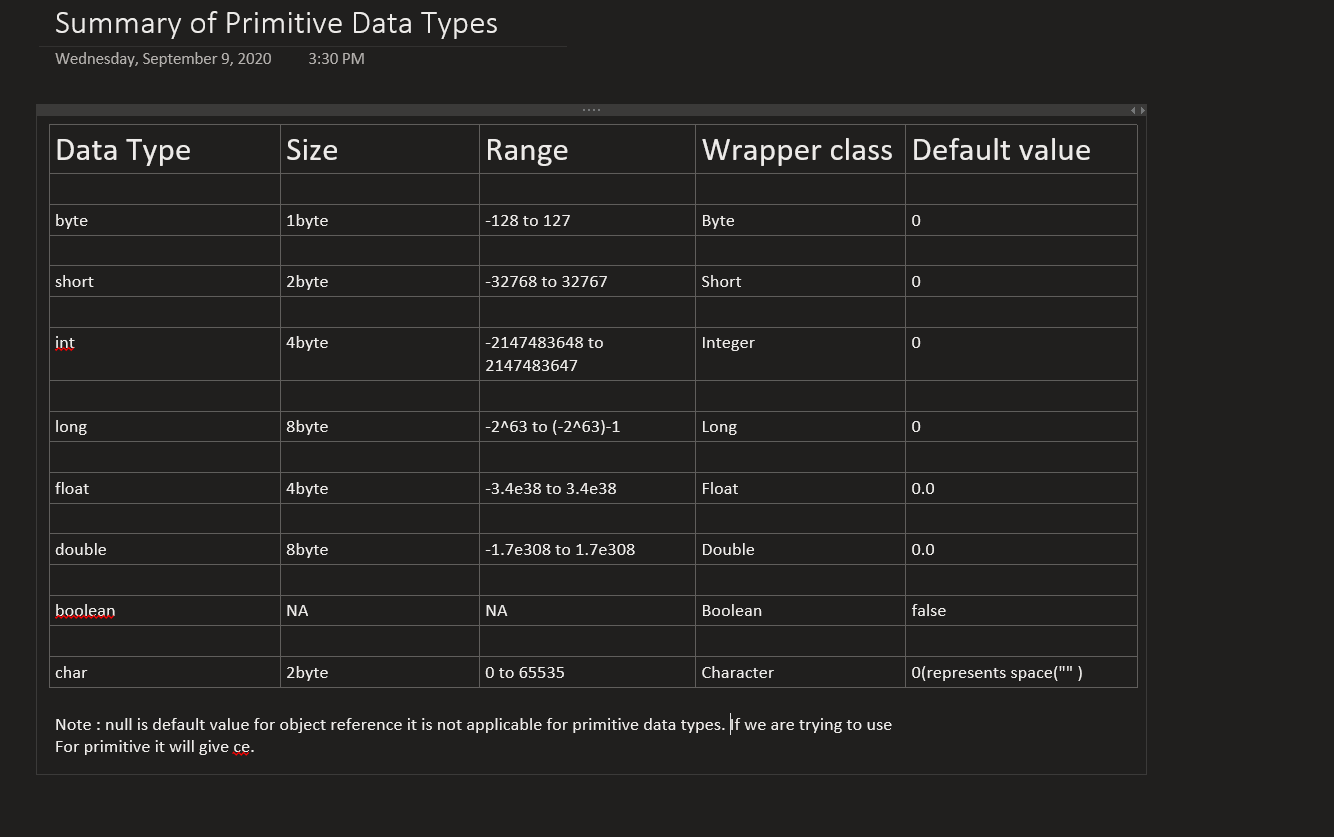 Summary of Primitive Data Types
Wednesday, September 9, 2020 3:30 PM
Data Type Size Range Wrapper class Default value
byte 1byte -128 to 127 Byte 0
short 2byte -32768 to 32767 Short 0
int 4byte -2147483648 to 2147483647 Integer 0
long 8byte -2^63 to (-2^63)-1 Long 0
float 4byte -3.4e38 to 3.4e38 Float 0.0
double 8byte -1.7e308 to 1.7e308 Double 0.0
boolean NA NA Boolean false
char 2byte 0 to 65535 Character 0(represents space("" )
Note : null is default value for object reference it is not applicable for primitive data types. If we are trying to use
For primitive it will give ce.